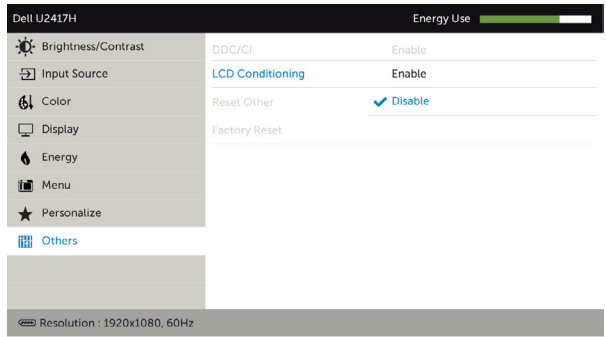 Dell U2417H Energy Use
Brightness/Contrast DDC/CI Enable
Input Source LCD Conditioning Enable
Color Reset Other Disable
Display Factory Reset
Energy
Menu
Personalize
Others
Resolution : 1920x1080, 60Hz